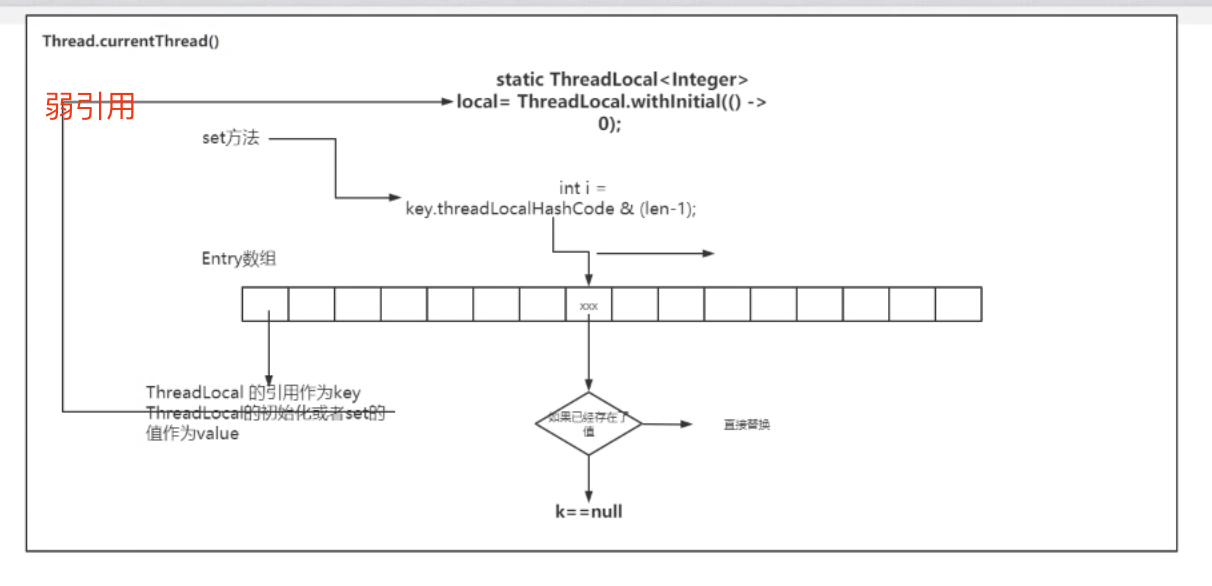 Thread.currentThread()
static ThreadLocal<Integer>
local= ThreadLocal.withInitial(() ->
0);
弱引用
set方法
int i =
key.threadLocalHashCode & (len-1);
Entry数组
xxx
ThreadLocal 的引用作为key
ThreadLocal的初始化或者set的
值作为value
如果已经存在了
值
直接替换
k==null